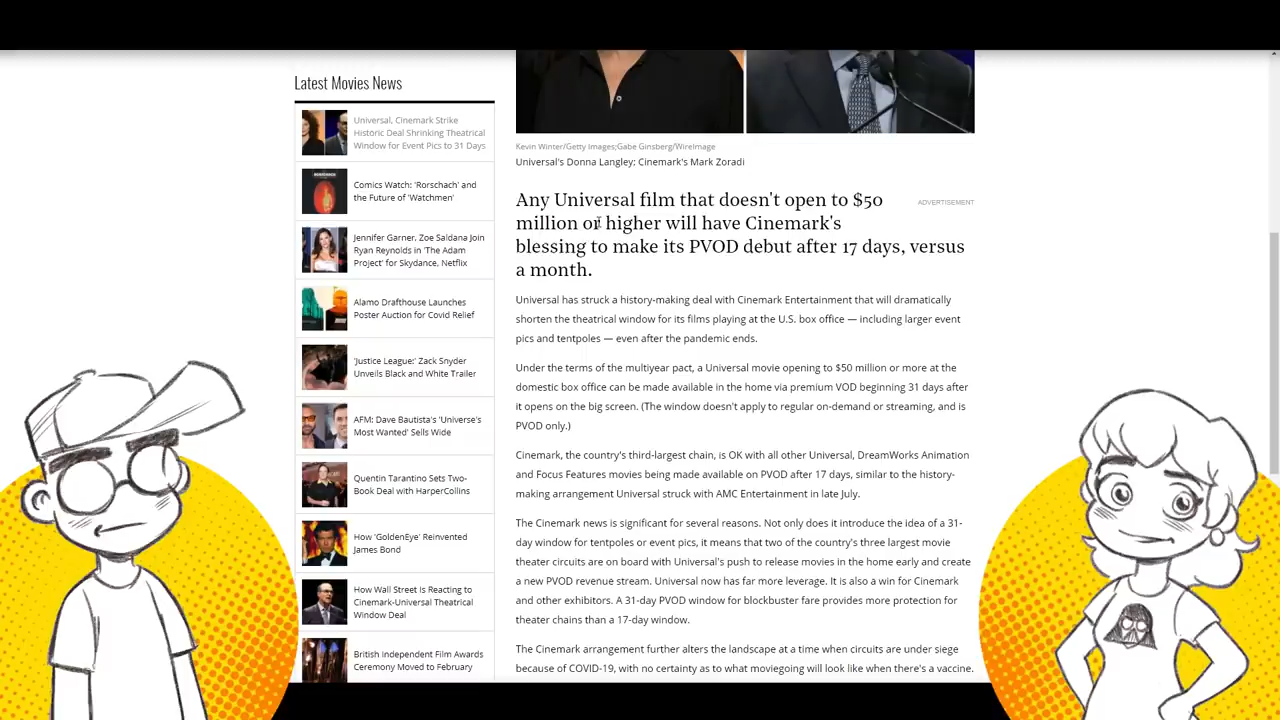 Latest Movies News
Universal, Cinemark Strike
Historic Deal Shrinking Theatrical
Window for Event Pics to 31 Days
Comics Watch: 'Rorschach' and
the Future of 'Watchmen'
Jennifer Garner, Zoe Saldana Join
Ryan Reynolds in 'The Adam
Project' for Skydance, Netflix
Alamo Drafthouse Launches
Poster Auction for Covid Relief
'Justice League:' Zack Snyder
Unveils Black and White Trailer
AFM: Dave Bautista's 'Universe's
Most Wanted' Sells Wide
Quentin Tarantino Sets Two-
Book Deal with HarperCollins
How 'GoldenEye' Reinvented
James Bond
How Wall Street Is Reacting to
Cinemark-Universal Theatrical
Window Deal
British Independent Film Awards
Ceremony Moved to February
Kevin Winter/Getty Images;Gabe Ginsberg/WireImage
Universal's Donna Langley; Cinemark's Mark Zoradi
ADVERTISEMENT
Any Universal film that doesn't open to $50
million or higher will have Cinemark's
blessing to make its PVOD debut after 17 days, versus
a month.
Universal has struck a history-making deal with Cinemark Entertainment that will dramatically
shorten the theatrical window for its films playing at the U.S. box office — including larger event
pics and tentpoles — even after the pandemic ends.
Under the terms of the multiyear pact, a Universal movie opening to $50 million or more at the
domestic box office can be made available in the home via premium VOD beginning 31 days after
it opens on the big screen. (The window doesn't apply to regular on-demand or streaming, and is
PVOD only.)
Cinemark, the country's third-largest chain, is OK with all other Universal, DreamWorks Animation
and Focus Features movies being made available on PVOD after 17 days, similar to the history-
making arrangement Universal struck with AMC Entertainment in late July.
The Cinemark news is significant for several reasons. Not only does it introduce the idea of a 31-
day window for tentpoles or event pics, it means that two of the country's three largest movie
theater circuits are on board with Universal's push to release movies in the home early and create
a new PVOD revenue stream. Universal now has far more leverage. It is also a win for Cinemark
and other exhibitors. A 31-day PVOD window for blockbuster fare provides more protection for
theater chains than a 17-day window.
The Cinemark arrangement further alters the landscape at a time when circuits are under siege
because of COVID-19, with no certainty as to what moviegoing will look like when there's a vaccine.